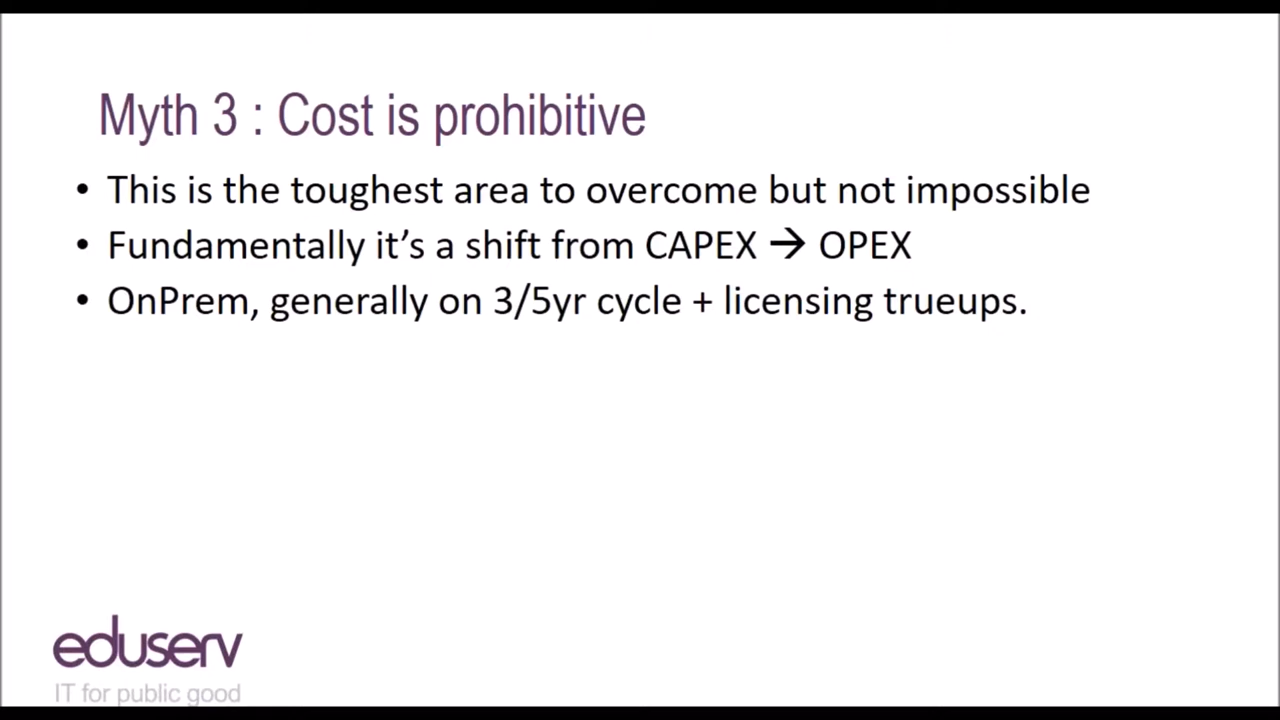 Myth 3 : Cost is prohibitive
• This is the toughest area to overcome but not impossible
• Fundamentally it’s a shift from CAPEX → OPEX
• OnPrem, generally on 3/5yr cycle + licensing trueups.
eduserv
IT for public good